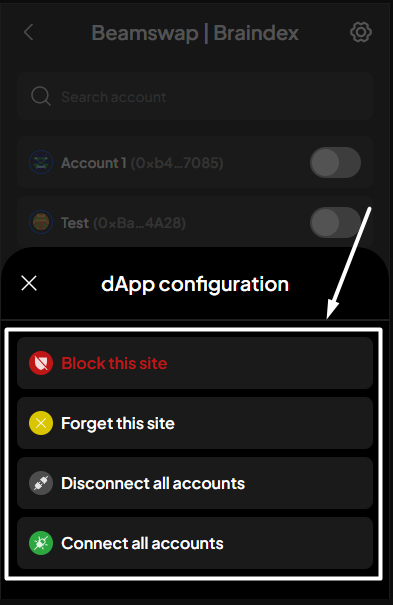 Beamswap | Braindex
Search account
Account 1 (0xb4...7085)
Test (0xBa...4A28)
dApp configuration
Block this site
Forget this site
Disconnect all accounts
Connect all accounts